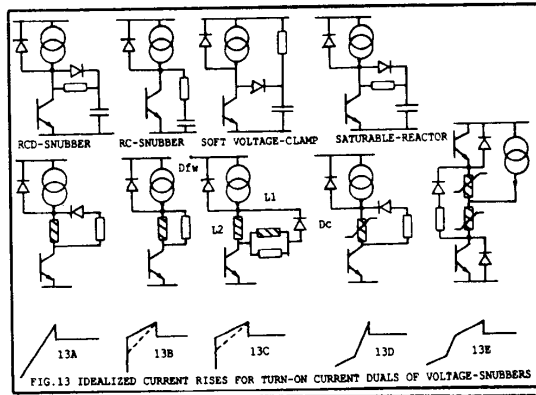 RCD-SNUBBER RC-SNUBBER SOFT VOLTAGE-CLAMP SATURABLE-REACTOR
Dfw
L1
L2
Dc
13A 13B 13C 13D 13E
FIG.13 IDEALIZED CURRENT RISES FOR TURN-ON CURRENT DUALS OF VOLTAGE-SNUBBERS